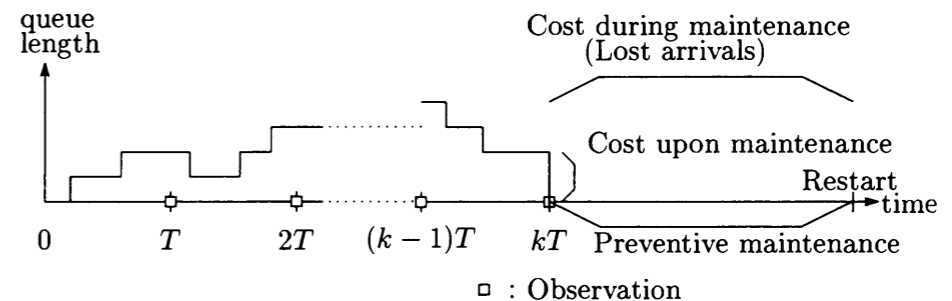 queue
length
Cost during maintenance
(Lost arrivals)
Cost upon maintenance
Restart
time
0
T
2T
(k − 1)T
kT
Preventive maintenance
: Observation